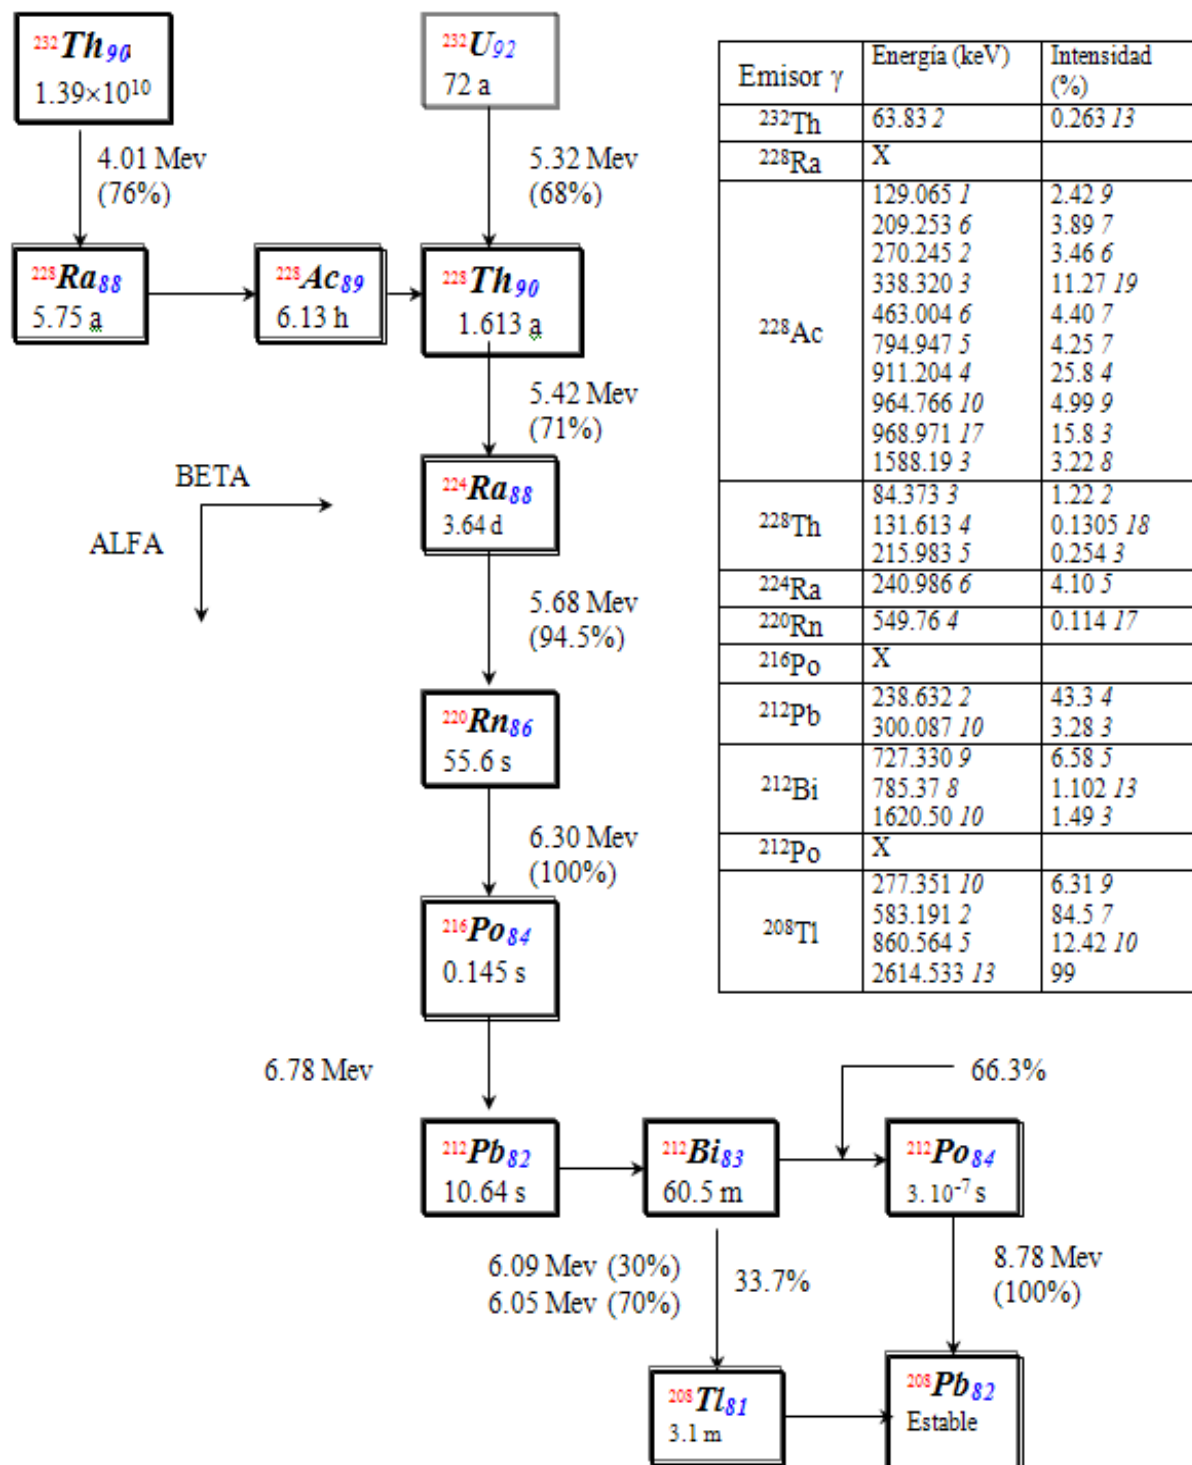 232Th90
1.39×10^10
232U92
72 a
4.01 Mev
(76%)
5.32 Mev
(68%)
228Ra88
5.75 a
228Ac89
6.13 h
228Th90
1.613 a
5.42 Mev
(71%)
BETA
ALFA
224Ra88
3.64 d
5.68 Mev
(94.5%)
220Rn86
55.6 s
6.30 Mev
(100%)
216Po84
0.145 s
6.78 Mev
66.3%
212Pb82
10.64 s
212Bi83
60.5 m
212Po84
3. 10^-7 s
6.09 Mev (30%)
6.05 Mev (70%)
33.7%
8.78 Mev
(100%)
208Tl81
3.1 m
208Pb82
Estable
Emisor γ Energía (keV) Intensidad (%)
232Th 63.83 2 0.263 13
228Ra X
228Ac 129.065 1 2.42 9
209.253 6 3.89 7
270.245 2 3.46 6
338.320 3 11.27 19
463.004 6 4.40 7
794.947 5 4.25 7
911.204 4 25.8 4
964.766 10 4.99 9
968.971 17 15.8 3
1588.19 3 3.22 8
228Th 84.373 3 1.22 2
131.613 4 0.1305 18
215.983 5 0.254 3
224Ra 240.986 6 4.10 5
220Rn 549.76 4 0.114 17
216Po X
212Pb 238.632 2 43.3 4
300.087 10 3.28 3
212Bi 727.330 9 6.58 5
785.37 8 1.102 13
1620.50 10 1.49 3
212Po X
208Tl 277.351 10 6.31 9
583.191 2 84.5 7
860.564 5 12.42 10
2614.533 13 99